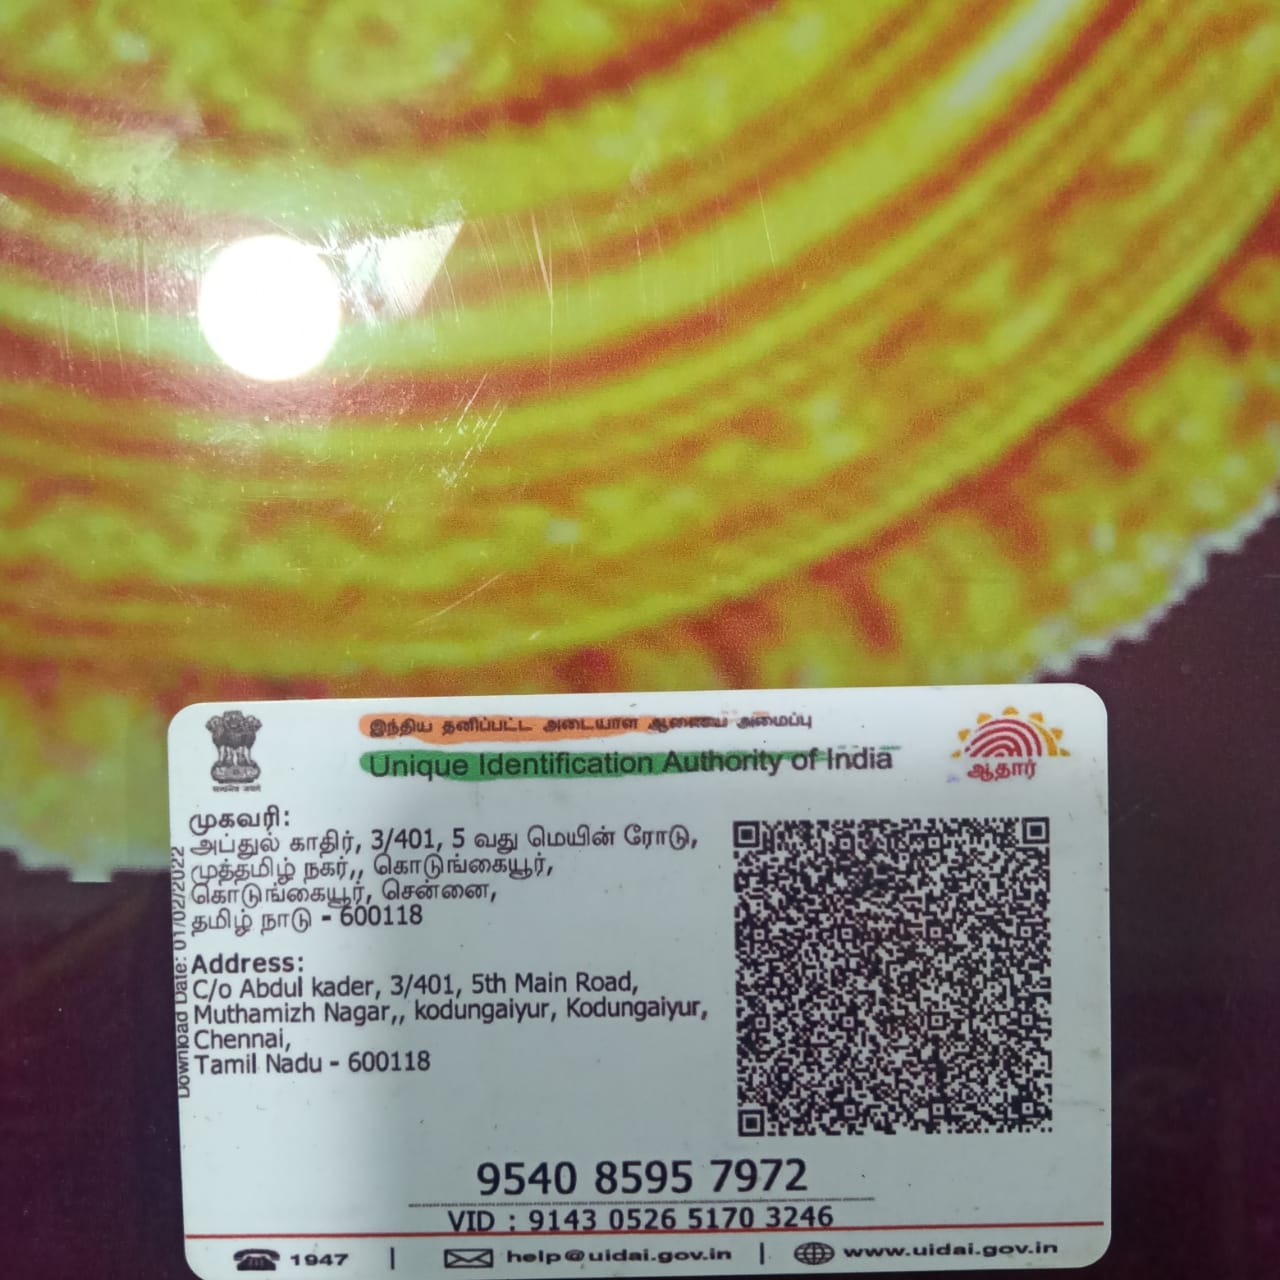 இந்திய தனிப்பட்ட அடையாள ஆணைய அமைப்பு
Unique Identification Authority of India
ஆதார்
सत्यमेव जयते
முகவரி:
அப்துல் காதிர், 3/401, 5 வது மெயின் ரோடு,
முத்தமிழ் நகர்,, கொடுங்கையூர்,
கொடுங்கையூர், சென்னை,
தமிழ் நாடு - 600118
Address:
C/o Abdul kader, 3/401, 5th Main Road,
Muthamizh Nagar,, kodungaiyur, Kodungaiyur,
Chennai,
Tamil Nadu - 600118
Download Date: 01/02/2022
9540 8595 7972
VID : 9143 0526 5170 3246
1947 | help@uidai.gov.in | www.uidai.gov.in